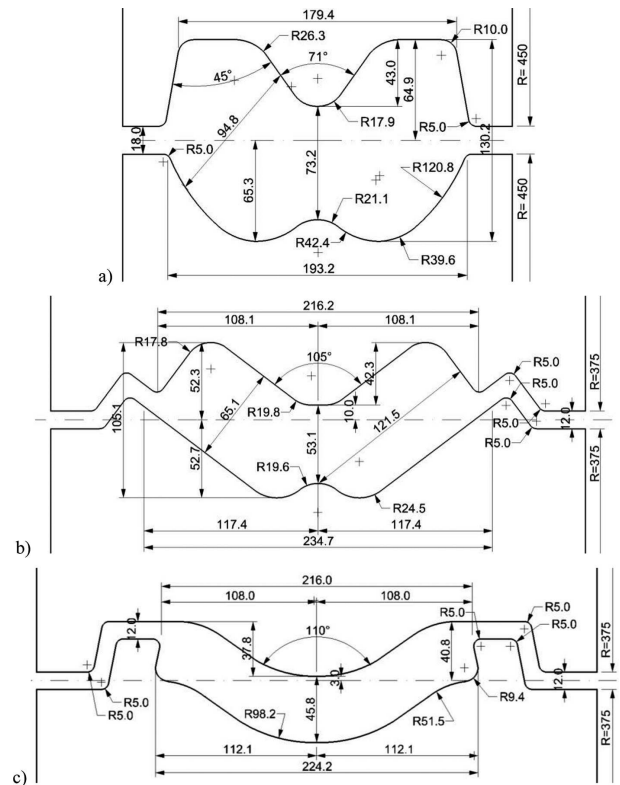 179.4
R26.3
R10.0
71°
45°
43.0
64.9
R= 450
94.8
R17.9
R5.0
18.0
R5.0
130.2
73.2
R120.8
65.3
R21.1
R= 450
R42.4
R39.6
193.2
a)
216.2
108.1
108.1
R17.8
105°
R5.0
R5.0
52.3
42.3
R=375
105.1
65.1
R19.8
10.0
121.5
R5.0
R5.0
12.0
52.7
53.1
R19.6
R=375
R24.5
117.4
117.4
234.7
b)
216.0
108.0
108.0
R5.0
R5.0
R5.0
12.0
37.8
110°
40.8
R=375
3.0
12.0
R5.0
R5.0
R9.4
45.8
R98.2
R51.5
R=375
112.1
112.1
224.2
c)